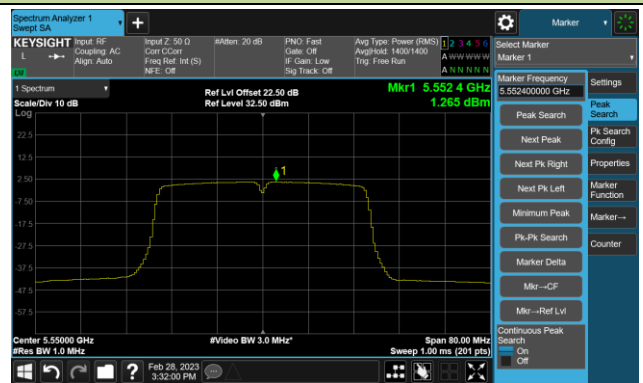 Spectrum Analyzer 1
Swept SA
+
Marker
KEYSIGHT
L
Input: RF
Coupling: AC
Align: Auto
Input Z: 50 Ω
Corr CCorr
Freq Ref: Int (S)
NFE: Off
#Atten: 20 dB
PNO: Fast
Gate: Off
IF Gain: Low
Sig Track: Off
Avg Type: Power (RMS)
Avg|Hold: 1400/1400
Trig: Free Run
1 2 3 4 5 6
A W W W W W
A N N N N N
Select Marker
Marker 1
1 Spectrum
Scale/Div 10 dB
Log
Ref Lvl Offset 22.50 dB
Ref Level 32.50 dBm
Mkr1 5.552 4 GHz
1.265 dBm
22.5
12.5
2.50
-7.50
-17.5
-27.5
-37.5
-47.5
-57.5
1
Center 5.55000 GHz
#Res BW 1.0 MHz
#Video BW 3.0 MHz*
Span 80.00 MHz
Sweep 1.00 ms (201 pts)
Marker Frequency
5.552400000 GHz
Peak Search
Next Peak
Next Pk Right
Next Pk Left
Minimum Peak
Pk-Pk Search
Marker Delta
Mkr→CF
Mkr→Ref Lvl
Continuous Peak
Search
On
Off
Settings
Peak
Search
Pk Search
Config
Properties
Marker
Function
Marker→
Counter
?
Feb 28, 2023
3:32:00 PM